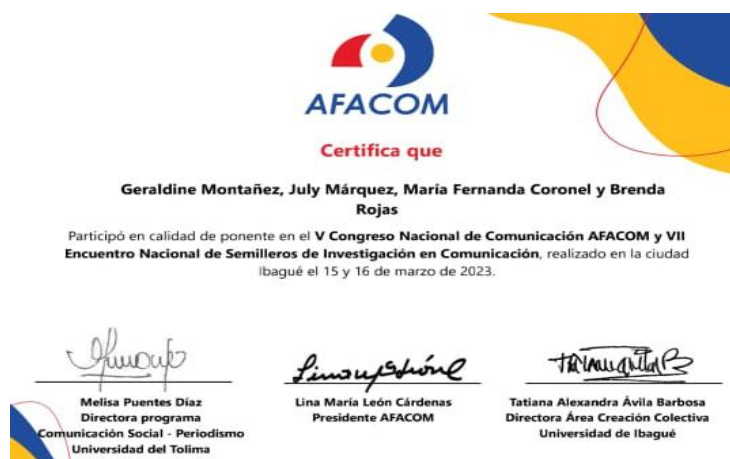 AFACOM
Certifica que
Geraldine Montañez, July Márquez, María Fernanda Coronel y Brenda
Rojas
Participó en calidad de ponente en el V Congreso Nacional de Comunicación AFACOM y VII
Encuentro Nacional de Semilleros de Investigación en Comunicación, realizado en la ciudad
Ibagué el 15 y 16 de marzo de 2023.
Melisa Puentes Díaz
Directora programa
Comunicación Social - Periodismo
Universidad del Tolima
Lina María León Cárdenas
Presidente AFACOM
Tatiana Alexandra Ávila Barbosa
Directora Área Creación Colectiva
Universidad de Ibagué